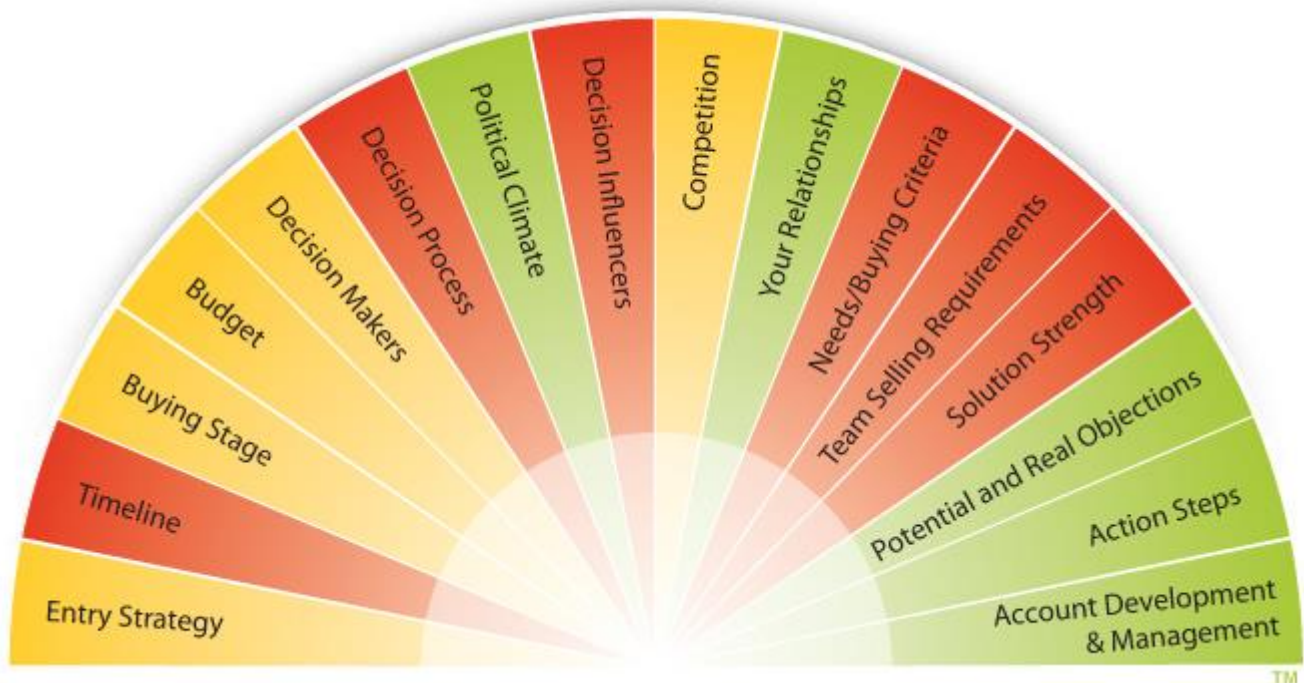 Entry Strategy
Timeline
Buying Stage
Budget
Decision Makers
Decision Process
Political Climate
Decision Influencers
Competition
Your Relationships
Needs/Buying Criteria
Team Selling Requirements
Solution Strength
Potential and Real Objections
Action Steps
Account Development
& Management
TM